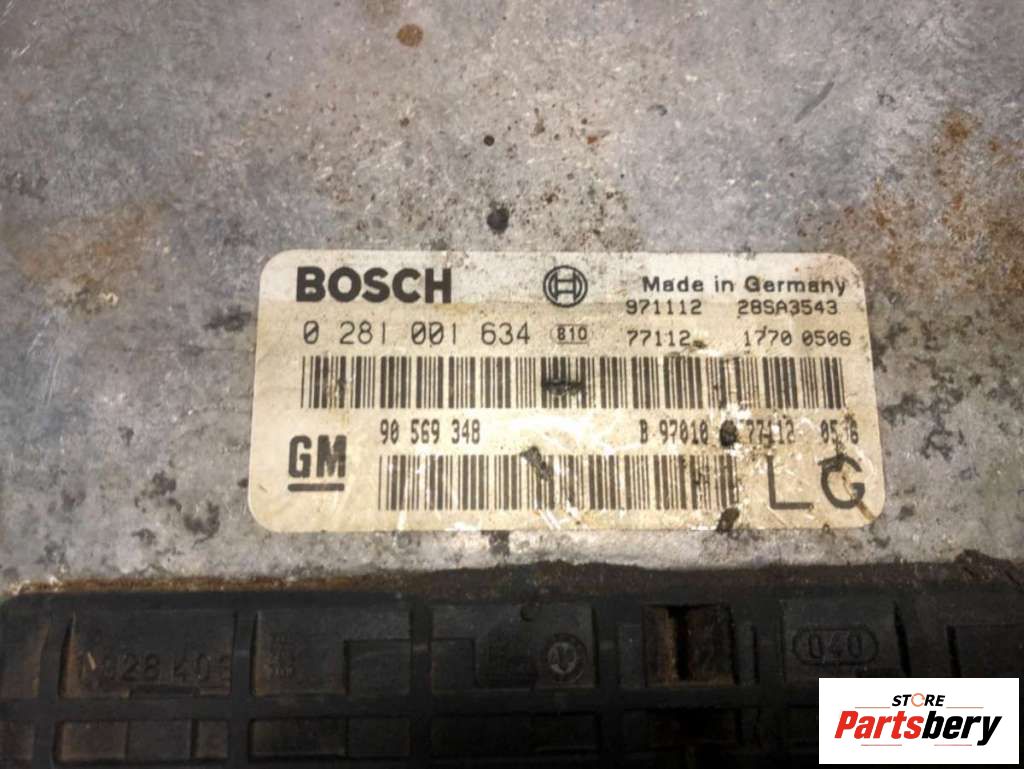 BOSCH Made in Germany
971112 28SA3543
0 281 001 634 810 77112 1770 0506
GM 90 569 348 B 97010 77112
LG
040
STORE
Partsbery